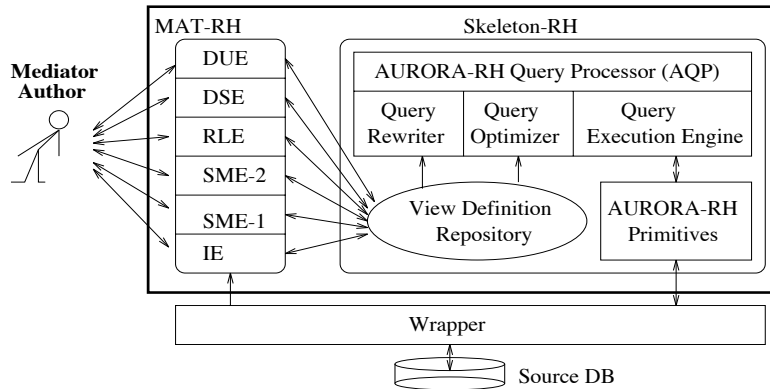 MAT-RH
Skeleton-RH
Mediator
Author
DUE
DSE
RLE
SME-2
SME-1
IE
AURORA-RH Query Processor (AQP)
Query
Rewriter
Query
Optimizer
Query
Execution Engine
View Definition
Repository
AURORA-RH
Primitives
Wrapper
Source DB